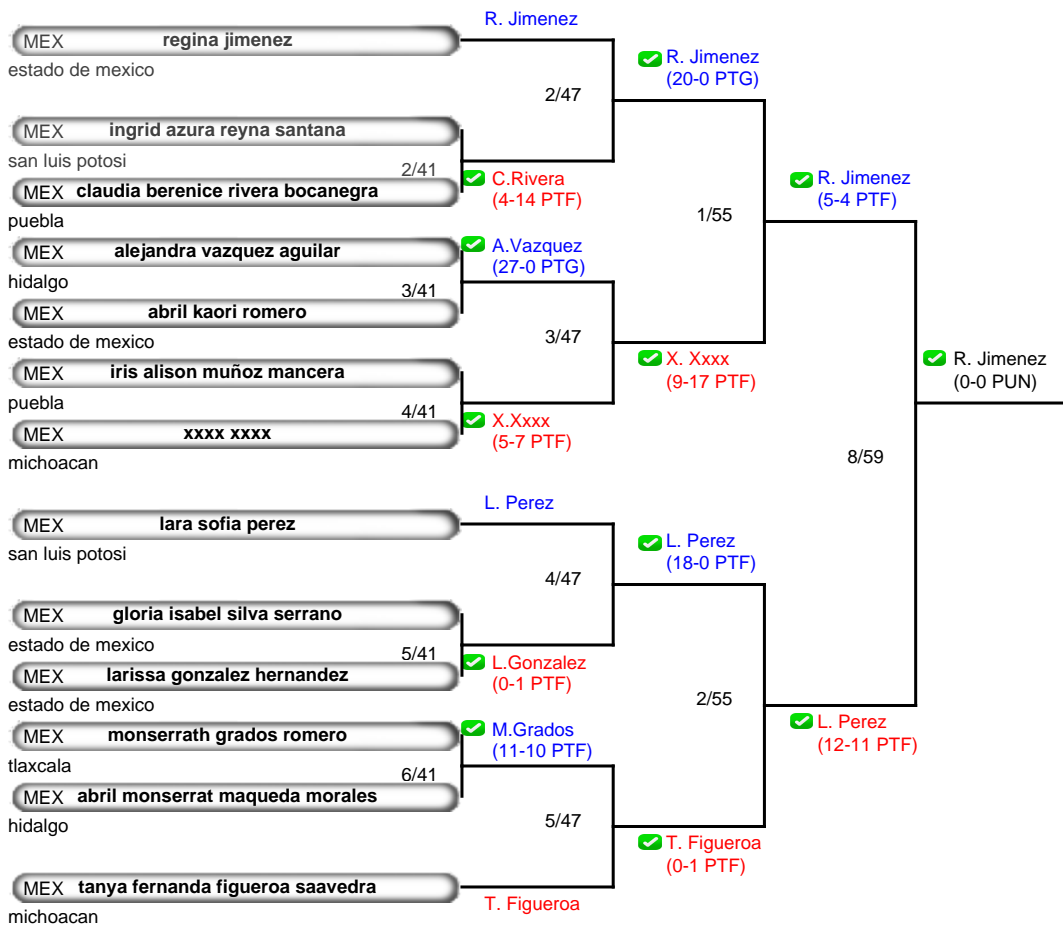 R. Jimenez
MEX regina jimenez
estado de mexico
R. Jimenez
(20-0 PTG)
2/47
MEX ingrid azura reyna santana
san luis potosi
2/41
MEX claudia berenice rivera bocanegra
puebla
C.Rivera
(4-14 PTF)
R. Jimenez
(5-4 PTF)
1/55
MEX alejandra vazquez aguilar
hidalgo
A.Vazquez
(27-0 PTG)
3/41
MEX abril kaori romero
estado de mexico
3/47
MEX iris alison muñoz mancera
puebla
X. Xxxx
(9-17 PTF)
R. Jimenez
(0-0 PUN)
4/41
MEX xxxx xxxx
michoacan
X.Xxxx
(5-7 PTF)
8/59
L. Perez
MEX lara sofia perez
san luis potosi
L. Perez
(18-0 PTF)
4/47
MEX gloria isabel silva serrano
estado de mexico
5/41
MEX larissa gonzalez hernandez
estado de mexico
L.Gonzalez
(0-1 PTF)
2/55
MEX monserrath grados romero
tlaxcala
M.Grados
(11-10 PTF)
L. Perez
(12-11 PTF)
6/41
MEX abril monserrat maqueda morales
hidalgo
5/47
T. Figueroa
(0-1 PTF)
MEX tanya fernanda figueroa saavedra
michoacan
T. Figueroa